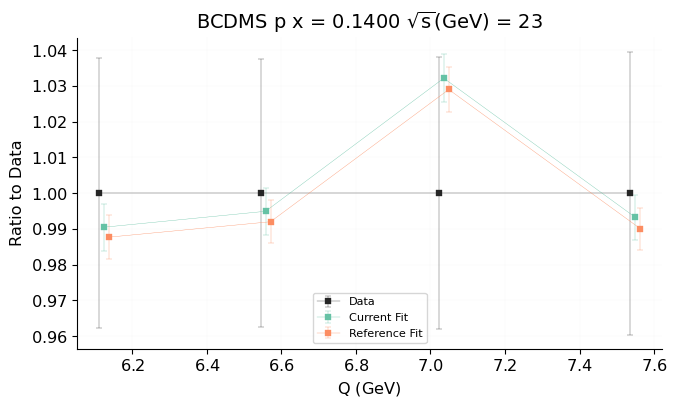 BCDMS p x = 0.1400 √s(GeV) = 23
Ratio to Data
1.04
1.03
1.02
1.01
1.00
0.99
0.98
0.97
0.96
Data
Current Fit
Reference Fit
6.2 6.4 6.6 6.8 7.0 7.2 7.4 7.6
Q (GeV)